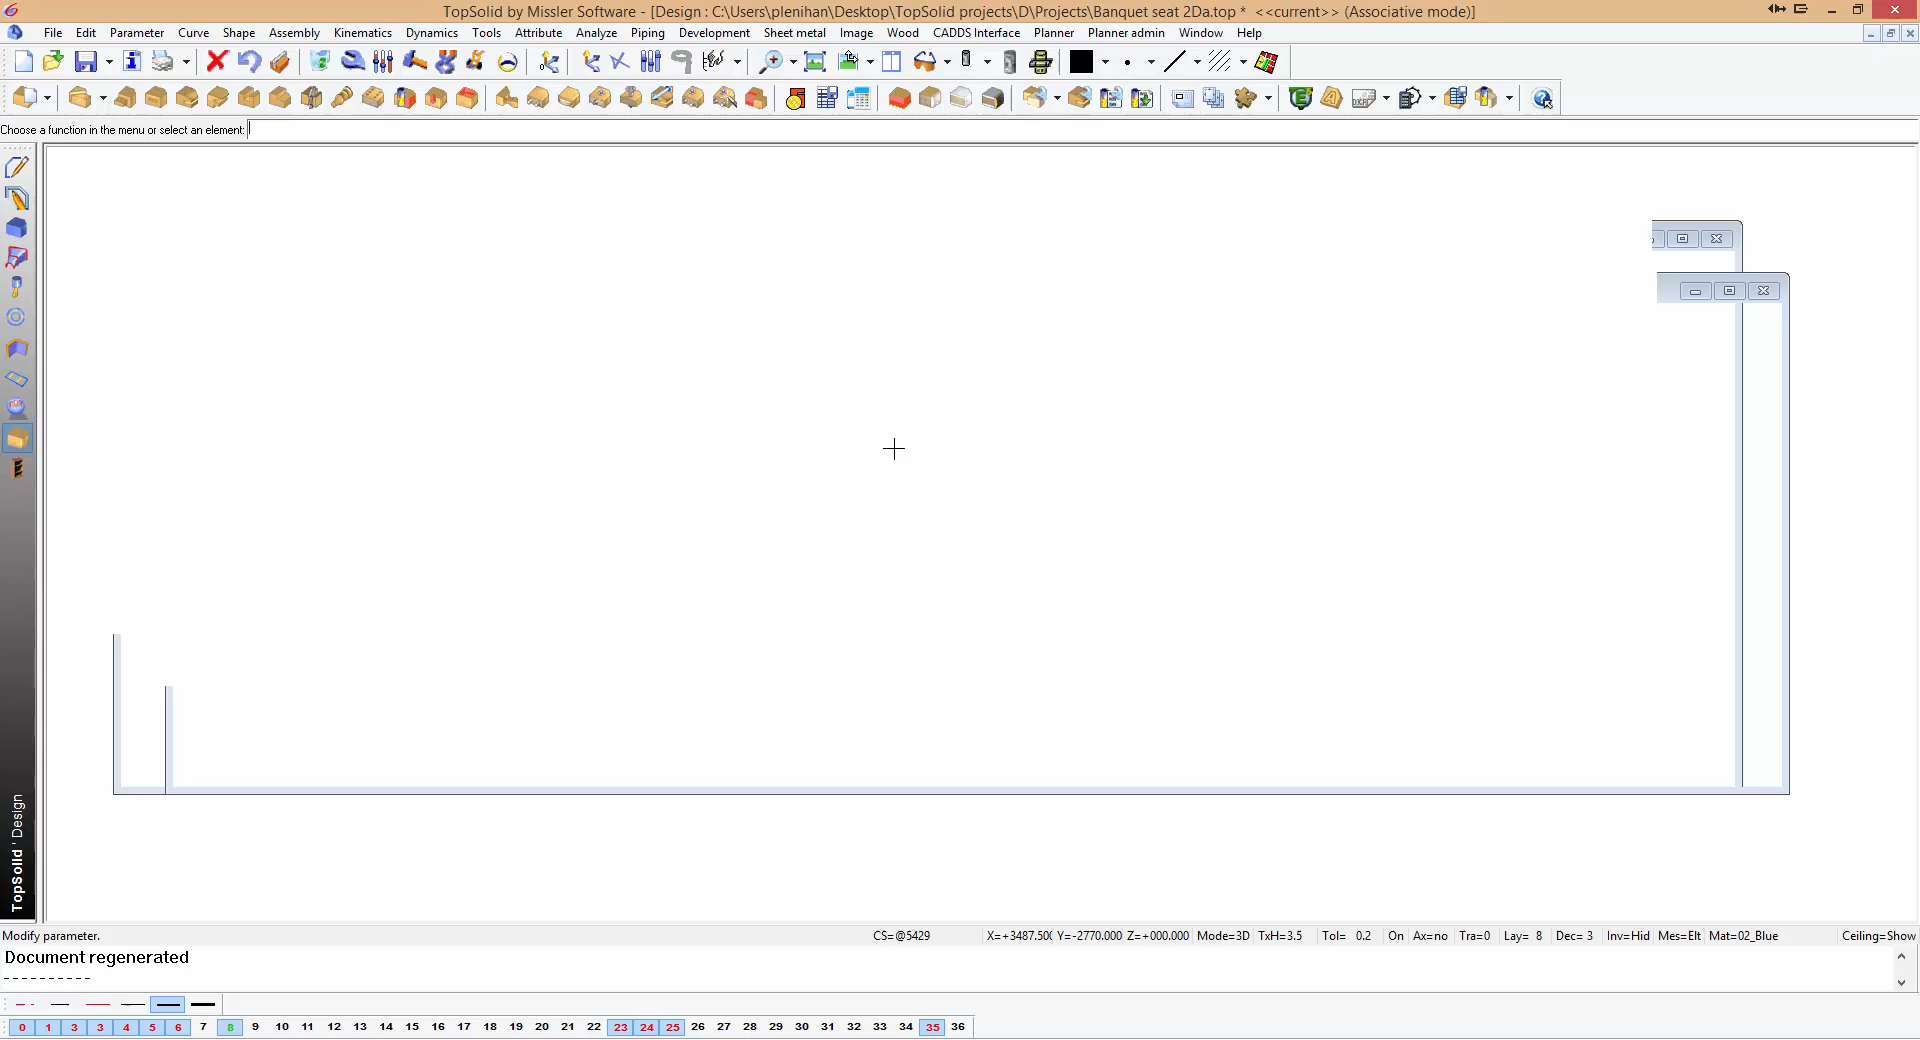 TopSolid by Missler Software - [Design : C:\Users\plenihan\Desktop\TopSolid projects\D\Projects\Banquet seat 2Da.top * <<current>> (Associative mode)]
File Edit Parameter Curve Shape Assembly Kinematics Dynamics Tools Attribute Analyze Piping Development Sheet metal Image Wood CADDS Interface Planner Planner admin Window Help
Choose a function in the menu or select an element:
TopSolid ' Design
Modify parameter. CS=@5429 X=+3487.50 Y=-2770.000 Z=+000.000 Mode=3D TxH=3.5 Tol= 0.2 On Ax=no Tra=0 Lay= 8 Dec= 3 Inv=Hid Mes=Elt Mat=02_Blue Ceiling=Show
Document regenerated
----------
0 1 3 3 4 5 6 7 8 9 10 11 12 13 14 15 16 17 18 19 20 21 22 23 24 25 26 27 28 29 30 31 32 33 34 35 36